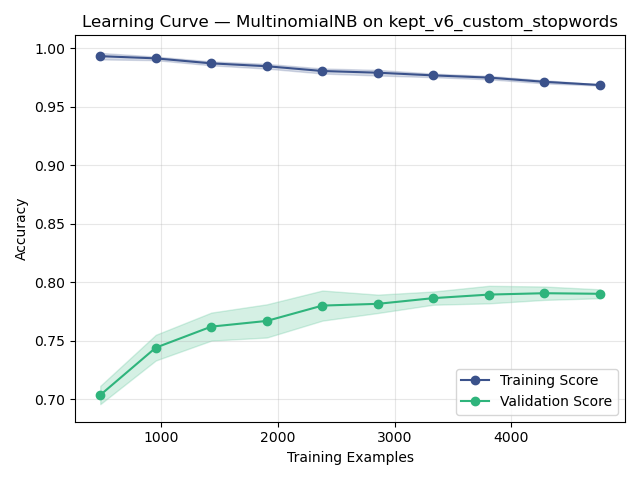 Learning Curve — MultinomialNB on kept_v6_custom_stopwords
1.00
0.95
0.90
0.85
0.80
0.75
0.70
Accuracy
1000
2000
3000
4000
Training Examples
Training Score
Validation Score